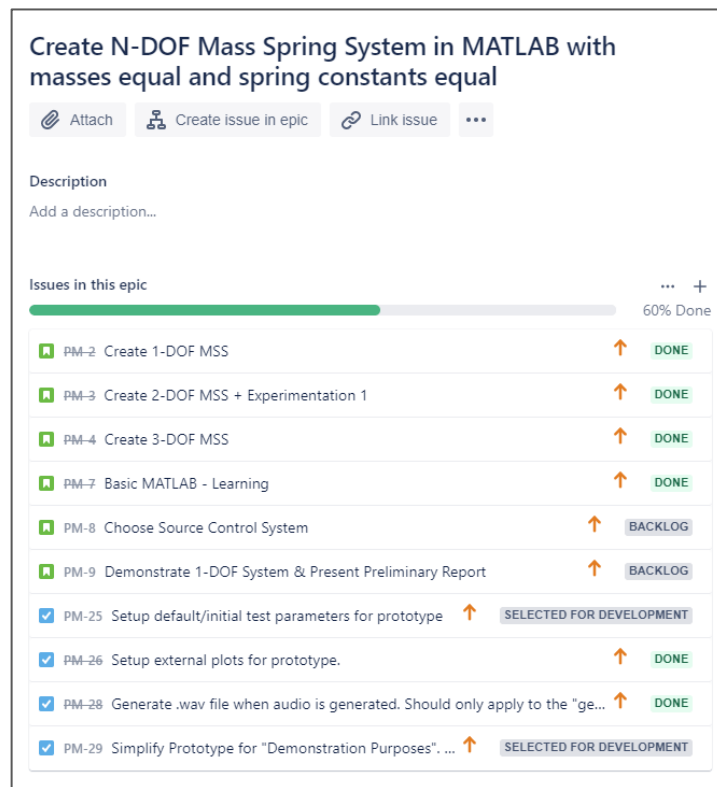 Create N-DOF Mass Spring System in MATLAB with
masses equal and spring constants equal
Attach Create issue in epic Link issue •••
Description
Add a description...
Issues in this epic ••• +
60% Done
PM-2 Create 1-DOF MSS DONE
PM-3 Create 2-DOF MSS + Experimentation 1 DONE
PM-4 Create 3-DOF MSS DONE
PM-7 Basic MATLAB - Learning DONE
PM-8 Choose Source Control System BACKLOG
PM-9 Demonstrate 1-DOF System & Present Preliminary Report BACKLOG
PM-25 Setup default/initial test parameters for prototype SELECTED FOR DEVELOPMENT
PM-26 Setup external plots for prototype. DONE
PM-28 Generate .wav file when audio is generated. Should only apply to the "ge... DONE
PM-29 Simplify Prototype for "Demonstration Purposes". ... SELECTED FOR DEVELOPMENT